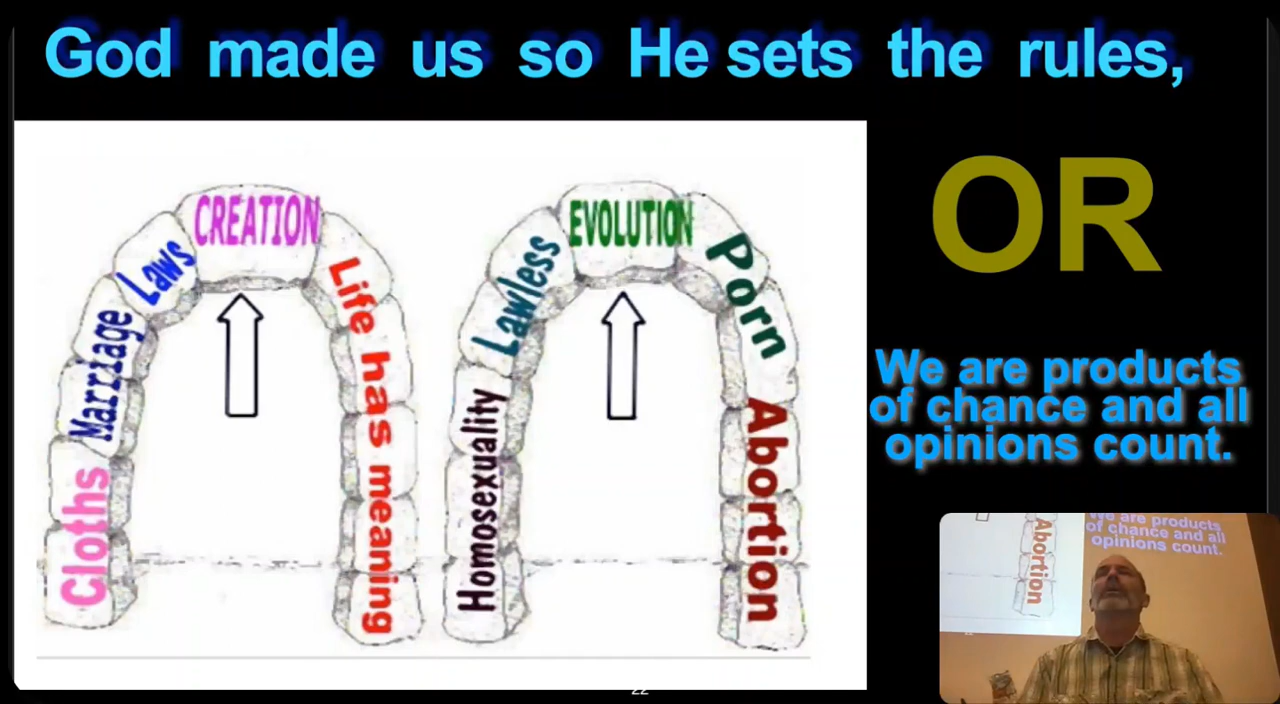 God made us so He sets the rules,
CREATION
Laws
Marriage
Cloths
Life has meaning
EVOLUTION
Lawless
Homosexuality
Porn
Abortion
OR
We are products
of chance and all
opinions count.
Abortion
We are products
of chance and all
opinions count.
22